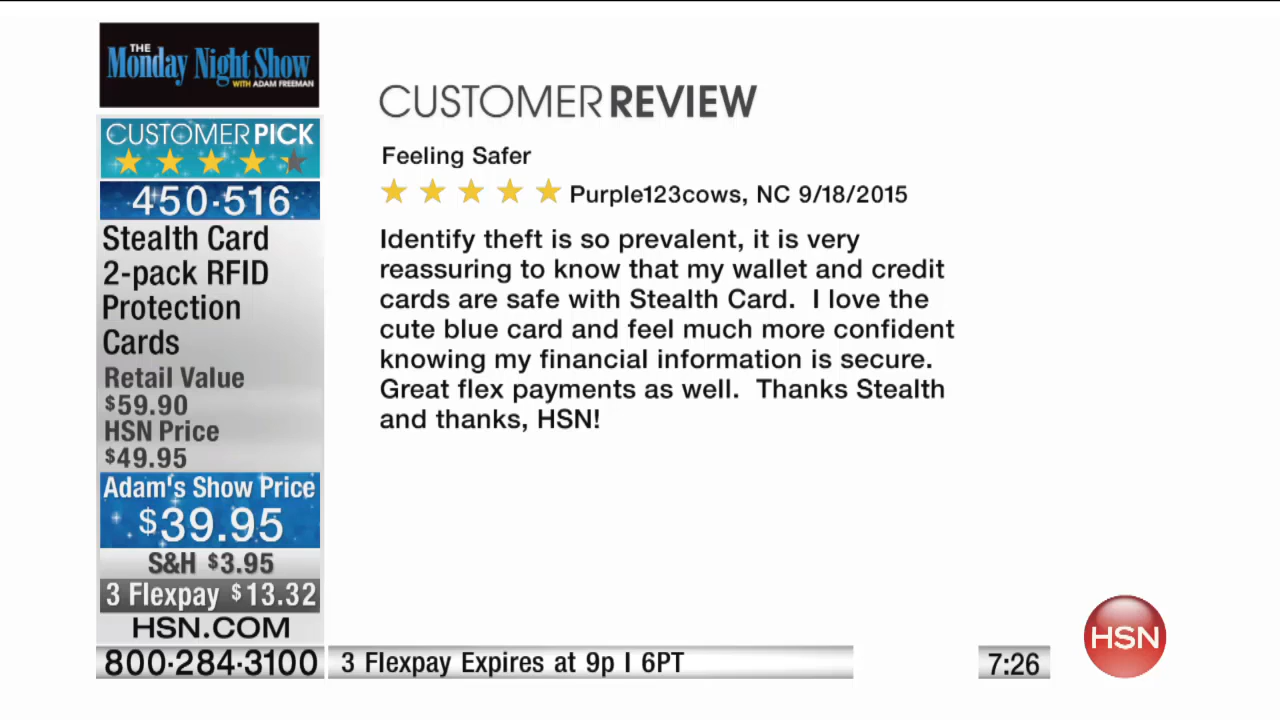 THE
Monday Night Show
WITH ADAM FREEMAN
CUSTOMER PICK
450·516
Stealth Card
2-pack RFID
Protection
Cards
Retail Value
$59.90
HSN Price
$49.95
Adam's Show Price
$39.95
S&H $3.95
3 Flexpay $13.32
HSN.COM
800·284·3100
CUSTOMER REVIEW
Feeling Safer
Purple123cows, NC 9/18/2015
Identify theft is so prevalent, it is very
reassuring to know that my wallet and credit
cards are safe with Stealth Card.  I love the
cute blue card and feel much more confident
knowing my financial information is secure.
Great flex payments as well.  Thanks Stealth
and thanks, HSN!
3 Flexpay Expires at 9p I 6PT
7:26
HSN